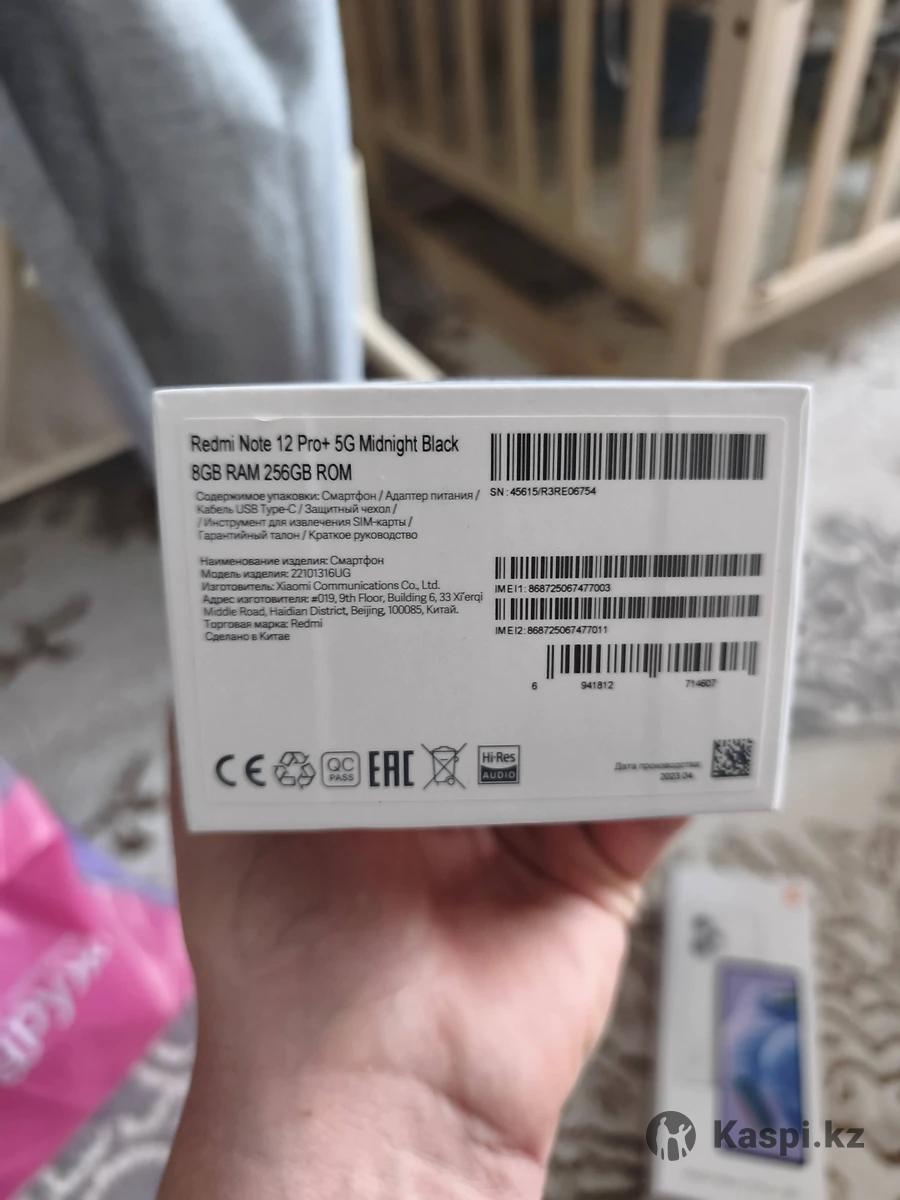 Redmi Note 12 Pro+ 5G Midnight Black
8GB RAM 256GB ROM
Содержимое упаковки: Смартфон / Адаптер питания /
Кабель USB Type-C / Защитный чехол /
/ Инструмент для извлечения SIM-карты /
Гарантийный талон / Краткое руководство
Наименование изделия: Смартфон
Модель изделия: 22101316UG
Изготовитель: Xiaomi Communications Co., Ltd.
Адрес изготовителя: #019, 9th Floor, Building 6, 33 Xi'erqi
Middle Road, Haidian District, Beijing, 100085, Китай.
Торговая марка: Redmi
Сделано в Китае
SN: 45615/R3RE06754
IMEI1: 868725067477003
IMEI2: 868725067477011
6 941812 714607
CE
QC
PASS
EAC
Hi-Res
AUDIO
Дата производства:
2023.04
Kaspi.kz